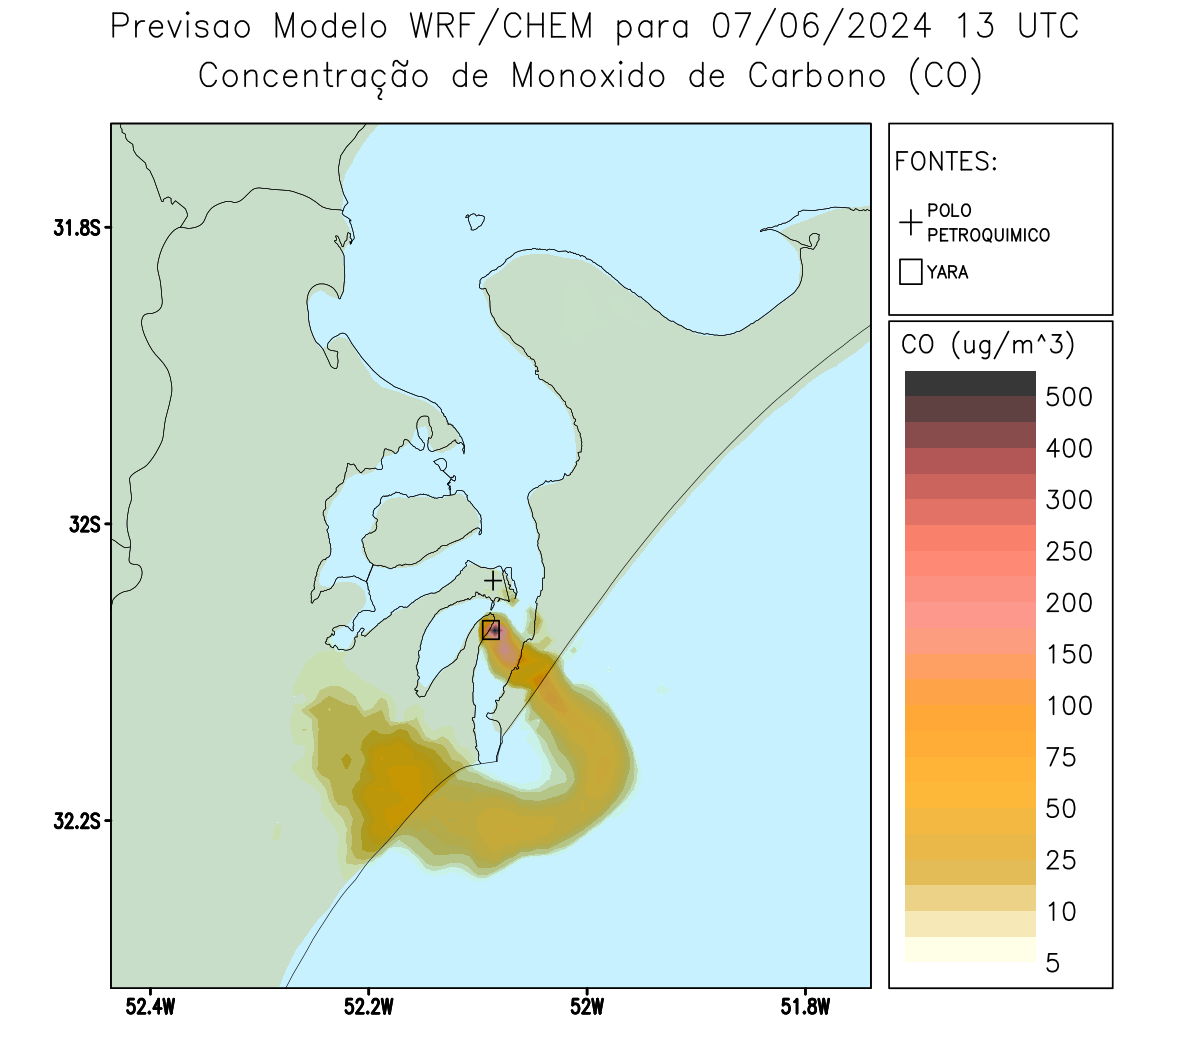 Previsao Modelo WRF/CHEM para 07/06/2024 13 UTC
Concentração de Monoxido de Carbono (CO)
FONTES:
POLO
PETROQUIMICO
YARA
CO (ug/m^3)
500
400
300
250
200
150
100
75
50
25
10
5
31.8S
32S
32.2S
52.4W
52.2W
52W
51.8W